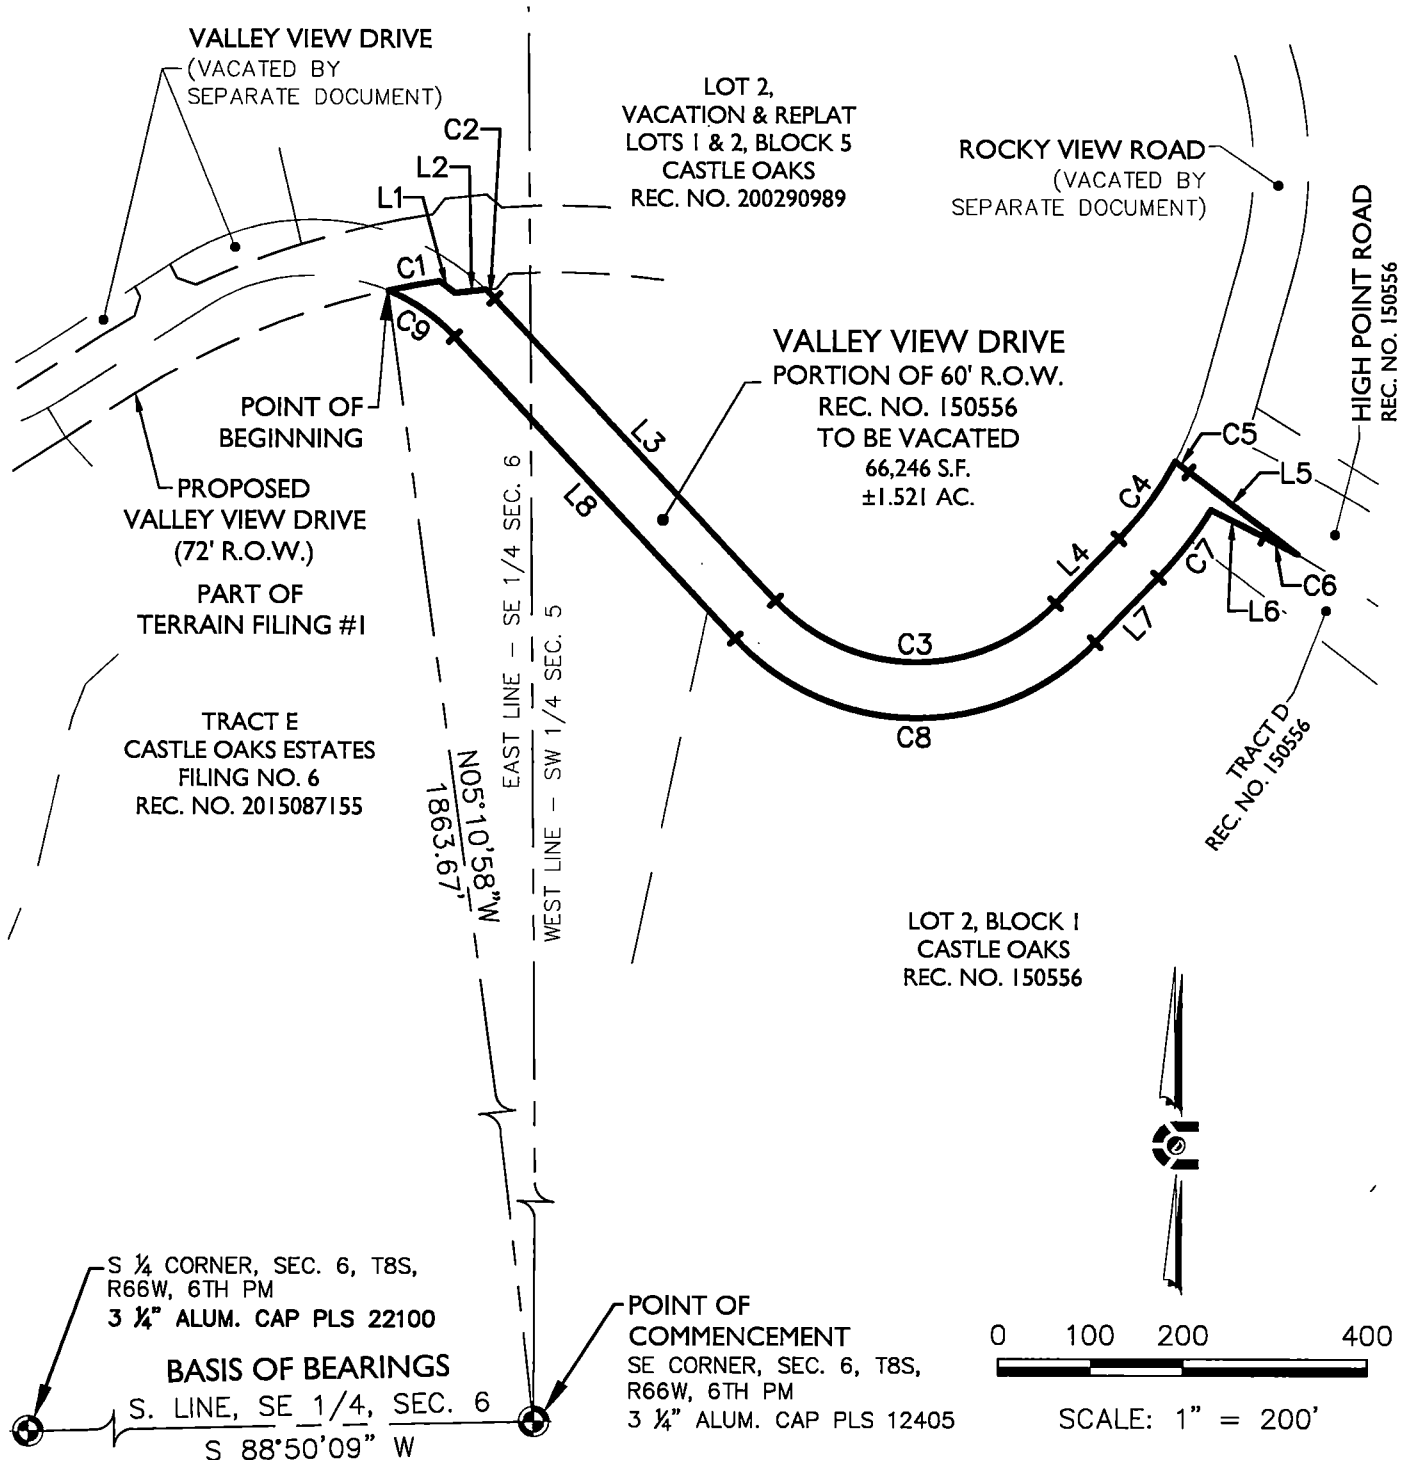 VALLEY VIEW DRIVE
(VACATED BY
SEPARATE DOCUMENT)
LOT 2,
VACATION & REPLAT
LOTS 1 & 2, BLOCK 5
CASTLE OAKS
REC. NO. 200290989
C2
L2
L1
C1
C9
ROCKY VIEW ROAD
(VACATED BY
SEPARATE DOCUMENT)
HIGH POINT ROAD
REC. NO. 150556
VALLEY VIEW DRIVE
PORTION OF 60' R.O.W.
REC. NO. 150556
TO BE VACATED
66,246 S.F.
±1.521 AC.
POINT OF
BEGINNING
L3
L8
C5
L5
C4
L4
C7
C6
L6
L7
C3
C8
PROPOSED
VALLEY VIEW DRIVE
(72' R.O.W.)
PART OF
TERRAIN FILING #1
EAST LINE - SE 1/4 SEC. 6
WEST LINE - SW 1/4 SEC. 5
TRACT E
CASTLE OAKS ESTATES
FILING NO. 6
REC. NO. 2015087155
N05°10'58"W
1863.67'
TRACT D
REC. NO. 150556
LOT 2, BLOCK 1
CASTLE OAKS
REC. NO. 150556
S ¼ CORNER, SEC. 6, T8S,
R66W, 6TH PM
3 ¼" ALUM. CAP PLS 22100
BASIS OF BEARINGS
S. LINE, SE 1/4, SEC. 6
S 88°50'09" W
POINT OF
COMMENCEMENT
SE CORNER, SEC. 6, T8S,
R66W, 6TH PM
3 ¼" ALUM. CAP PLS 12405
0 100 200 400
SCALE: 1" = 200'